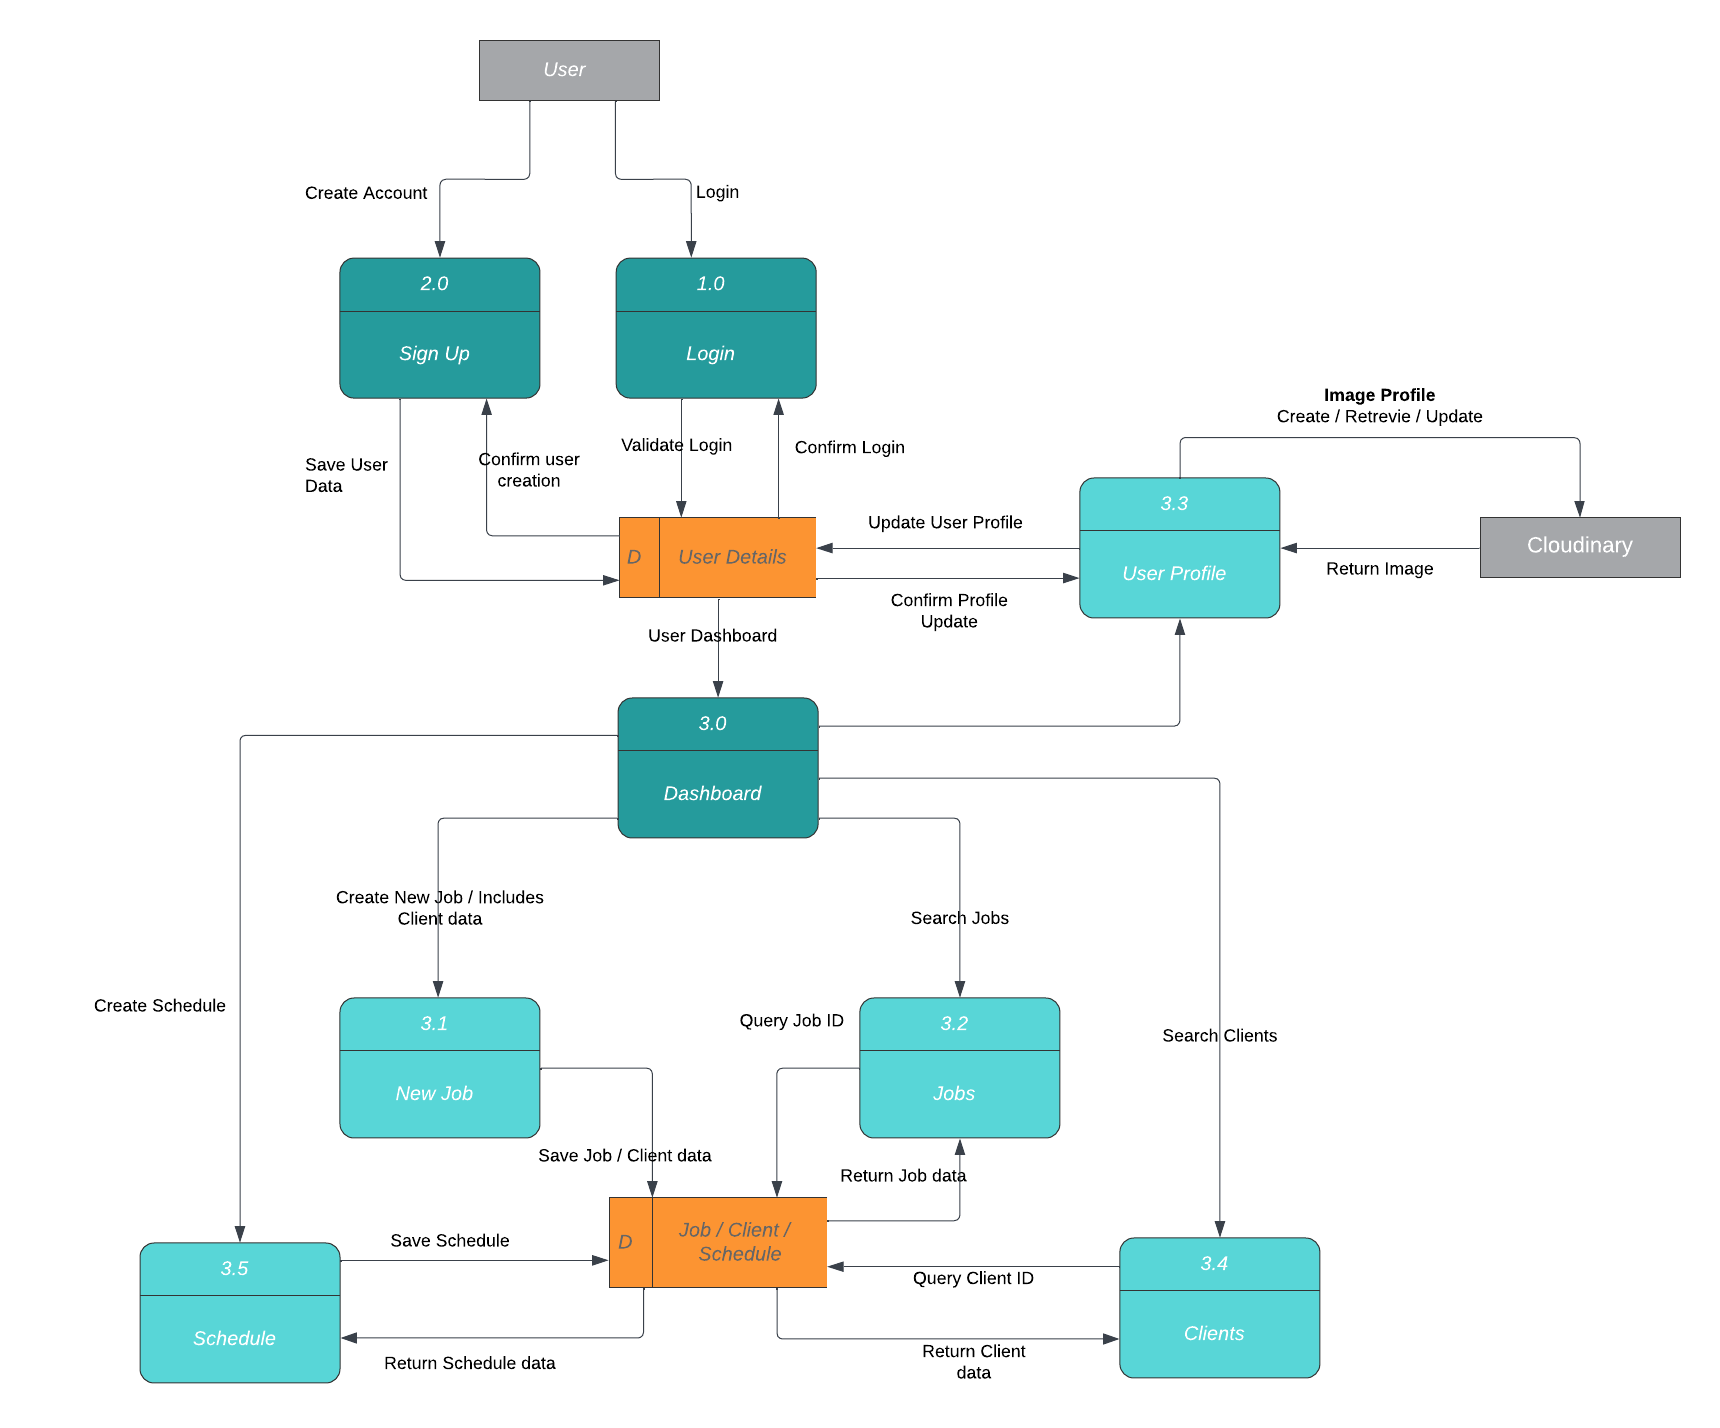 User
Create Account
Login
2.0
Sign Up
1.0
Login
Image Profile
Create / Retrevie / Update
Save User
Data
Confirm user
creation
Validate Login
Confirm Login
3.3
User Profile
Cloudinary
Return Image
Update User Profile
D
User Details
Confirm Profile
Update
User Dashboard
3.0
Dashboard
Create New Job / Includes
Client data
Search Jobs
Create Schedule
Search Clients
3.1
New Job
Query Job ID
3.2
Jobs
Save Job / Client data
Return Job data
D
Job / Client /
Schedule
Save Schedule
3.5
Schedule
Query Client ID
3.4
Clients
Return Schedule data
Return Client
data